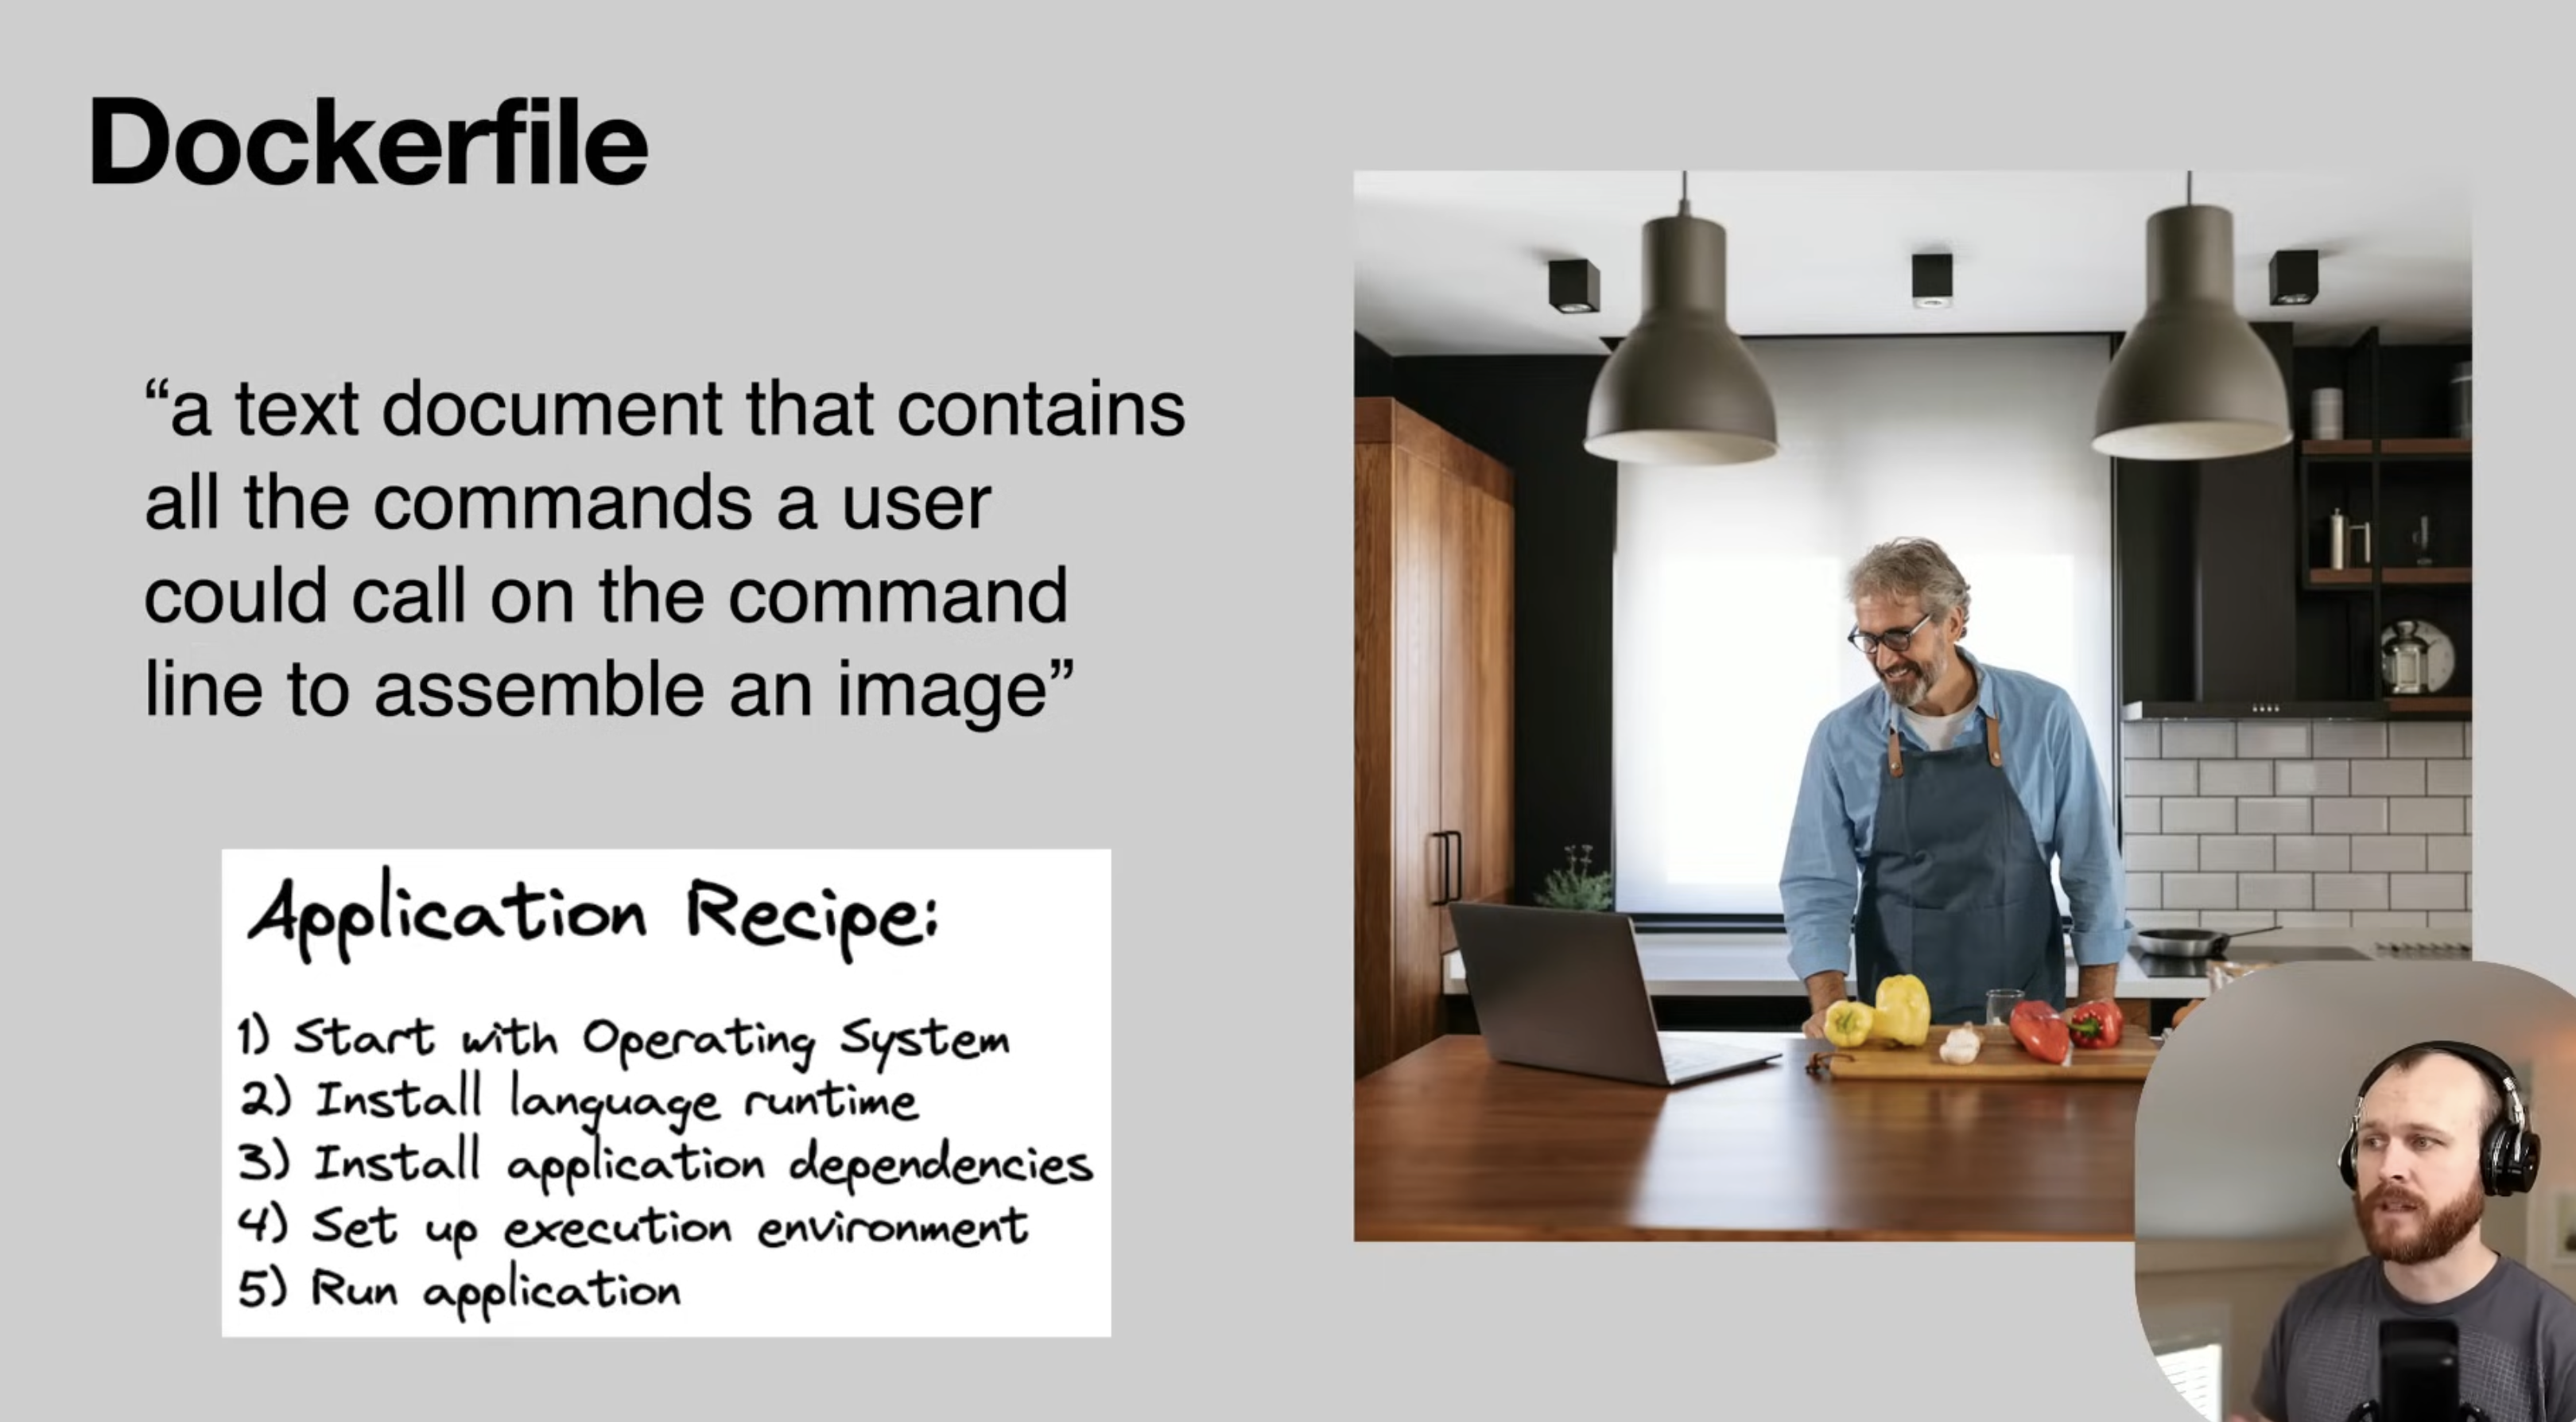 Dockerfile
“a text document that contains
all the commands a user
could call on the command
line to assemble an image”
Application Recipe:
1) Start with Operating System
2) Install language runtime
3) Install application dependencies
4) Set up execution environment
5) Run application